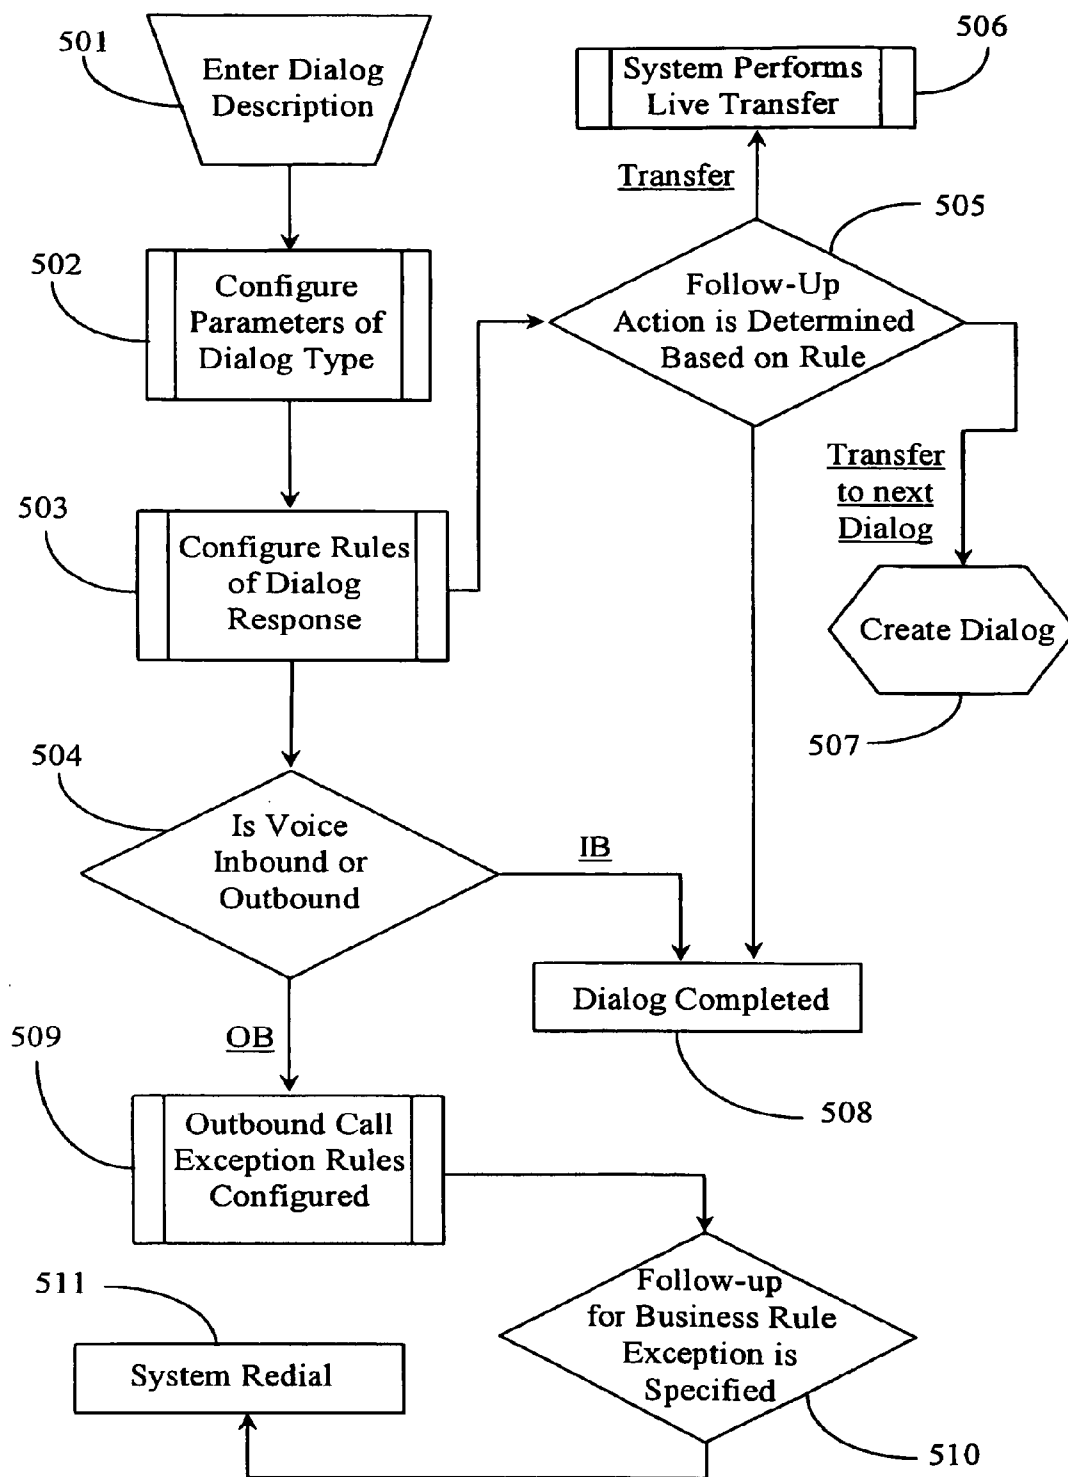 501
Enter Dialog
Description
506
System Performs
Live Transfer
Transfer
505
502
Configure
Parameters of
Dialog Type
Follow-Up
Action is Determined
Based on Rule
Transfer
to next
Dialog
503
Configure Rules
of Dialog
Response
Create Dialog
507
504
Is Voice
Inbound or
Outbound
IB
Dialog Completed
508
OB
509
Outbound Call
Exception Rules
Configured
Follow-up
for Business Rule
Exception is
Specified
510
511
System Redial